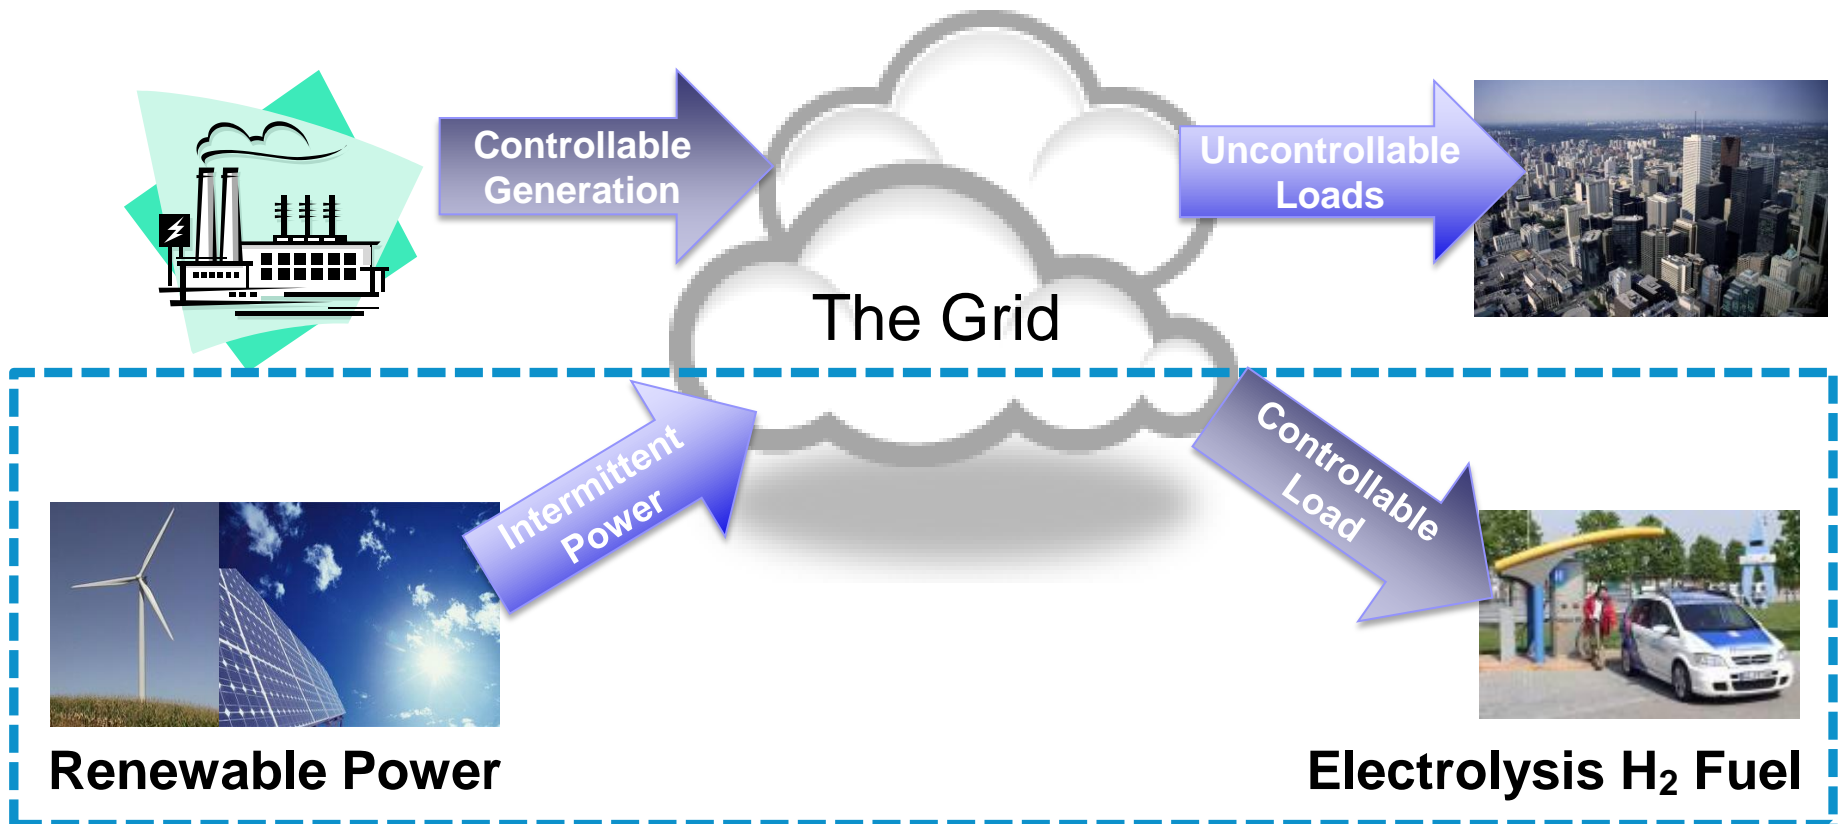 Controllable
Generation
Uncontrollable
Loads
The Grid
Intermittent
Power
Controllable
Load
Renewable Power
Electrolysis H₂ Fuel